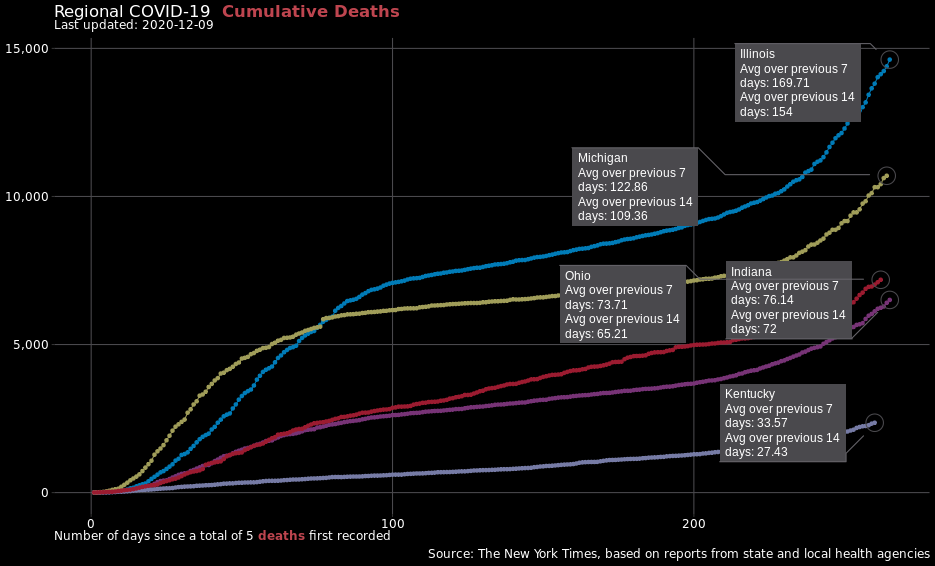 Regional COVID-19 Cumulative Deaths
Last updated: 2020-12-09
15,000
10,000
5,000
0
Illinois
Avg over previous 7
days: 169.71
Avg over previous 14
days: 154
Michigan
Avg over previous 7
days: 122.86
Avg over previous 14
days: 109.36
Ohio
Avg over previous 7
days: 73.71
Avg over previous 14
days: 65.21
Indiana
Avg over previous 7
days: 76.14
Avg over previous 14
days: 72
Kentucky
Avg over previous 7
days: 33.57
Avg over previous 14
days: 27.43
0
100
200
Number of days since a total of 5 deaths first recorded
Source: The New York Times, based on reports from state and local health agencies